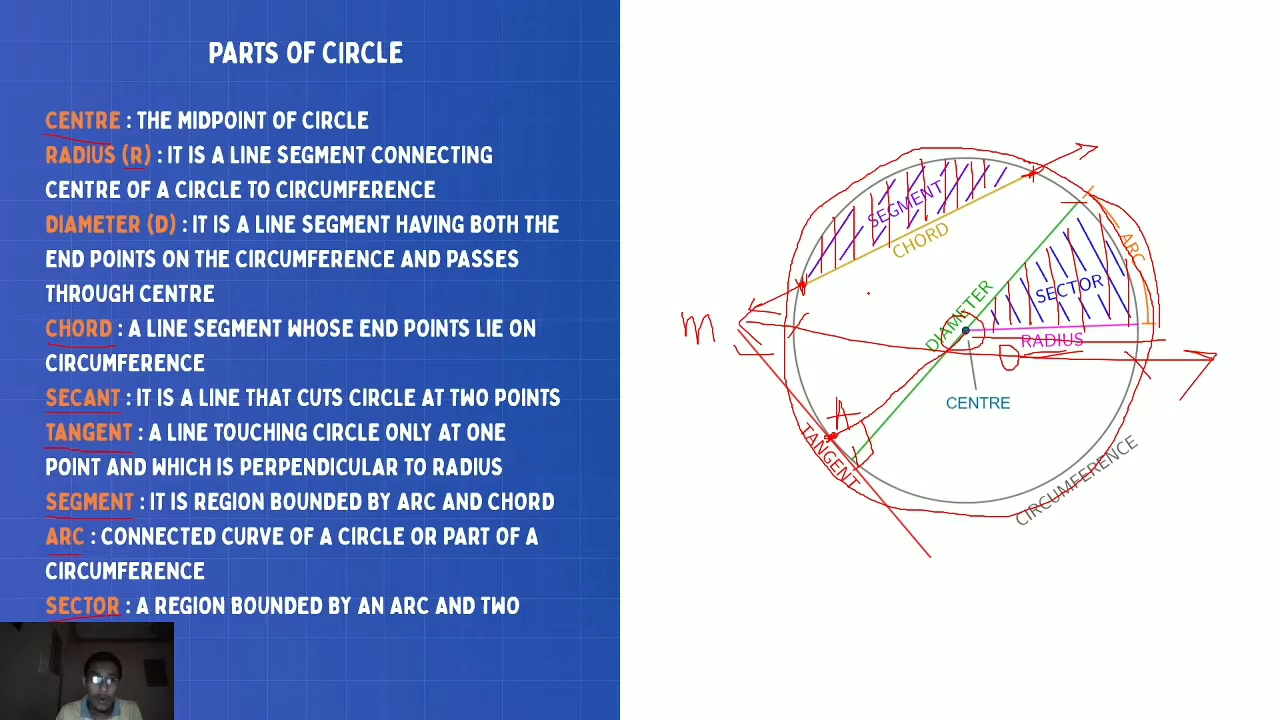 PARTS OF CIRCLE
CENTRE : THE MIDPOINT OF CIRCLE
RADIUS (R) : IT IS A LINE SEGMENT CONNECTING
CENTRE OF A CIRCLE TO CIRCUMFERENCE
DIAMETER (D) : IT IS A LINE SEGMENT HAVING BOTH THE
END POINTS ON THE CIRCUMFERENCE AND PASSES
THROUGH CENTRE
CHORD : A LINE SEGMENT WHOSE END POINTS LIE ON
CIRCUMFERENCE
SECANT : IT IS A LINE THAT CUTS CIRCLE AT TWO POINTS
TANGENT : A LINE TOUCHING CIRCLE ONLY AT ONE
POINT AND WHICH IS PERPENDICULAR TO RADIUS
SEGMENT : IT IS REGION BOUNDED BY ARC AND CHORD
ARC : CONNECTED CURVE OF A CIRCLE OR PART OF A
CIRCUMFERENCE
SECTOR : A REGION BOUNDED BY AN ARC AND TWO
SEGMENT
CHORD
ARC
SECTOR
DIAMETER
m
RADIUS
O
CENTRE
A
TANGENT
CIRCUMFERENCE